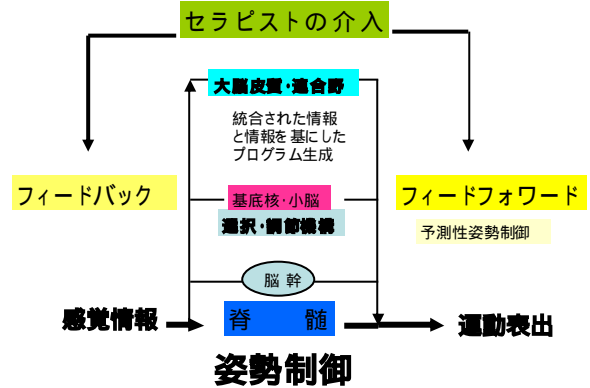 セラピストの介入
大脳皮質・連合野
統合された情報
と情報を基にした
プログラム生成
フィードバック
基底核・小脳
選択・調節機構
フィードフォワード
予測性姿勢制御
脳幹
感覚情報
脊髄
運動表出
姿勢制御